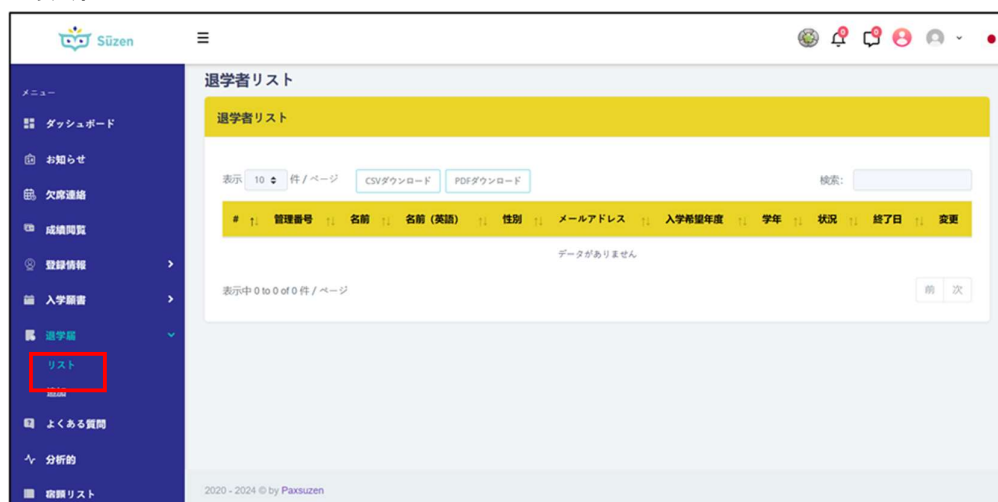 Süzen
0
0
メニュー
退学者リスト
ダッシュボード
退学者リスト
お知らせ
表示 10 件 / ページ CSVダウンロード PDFダウンロード 検索:
欠席連絡
# 管理番号 名前 名前（英語） 性別 メールアドレス 入学希望年度 学年 状況 終了日 変更
成績閲覧
データがありません
登録情報
表示中 0 to 0 of 0 件 / ページ
前 次
入学願書
退学届
リスト
追加
よくある質問
分析的
宿題リスト
2020 - 2024 © by Paxsuzen